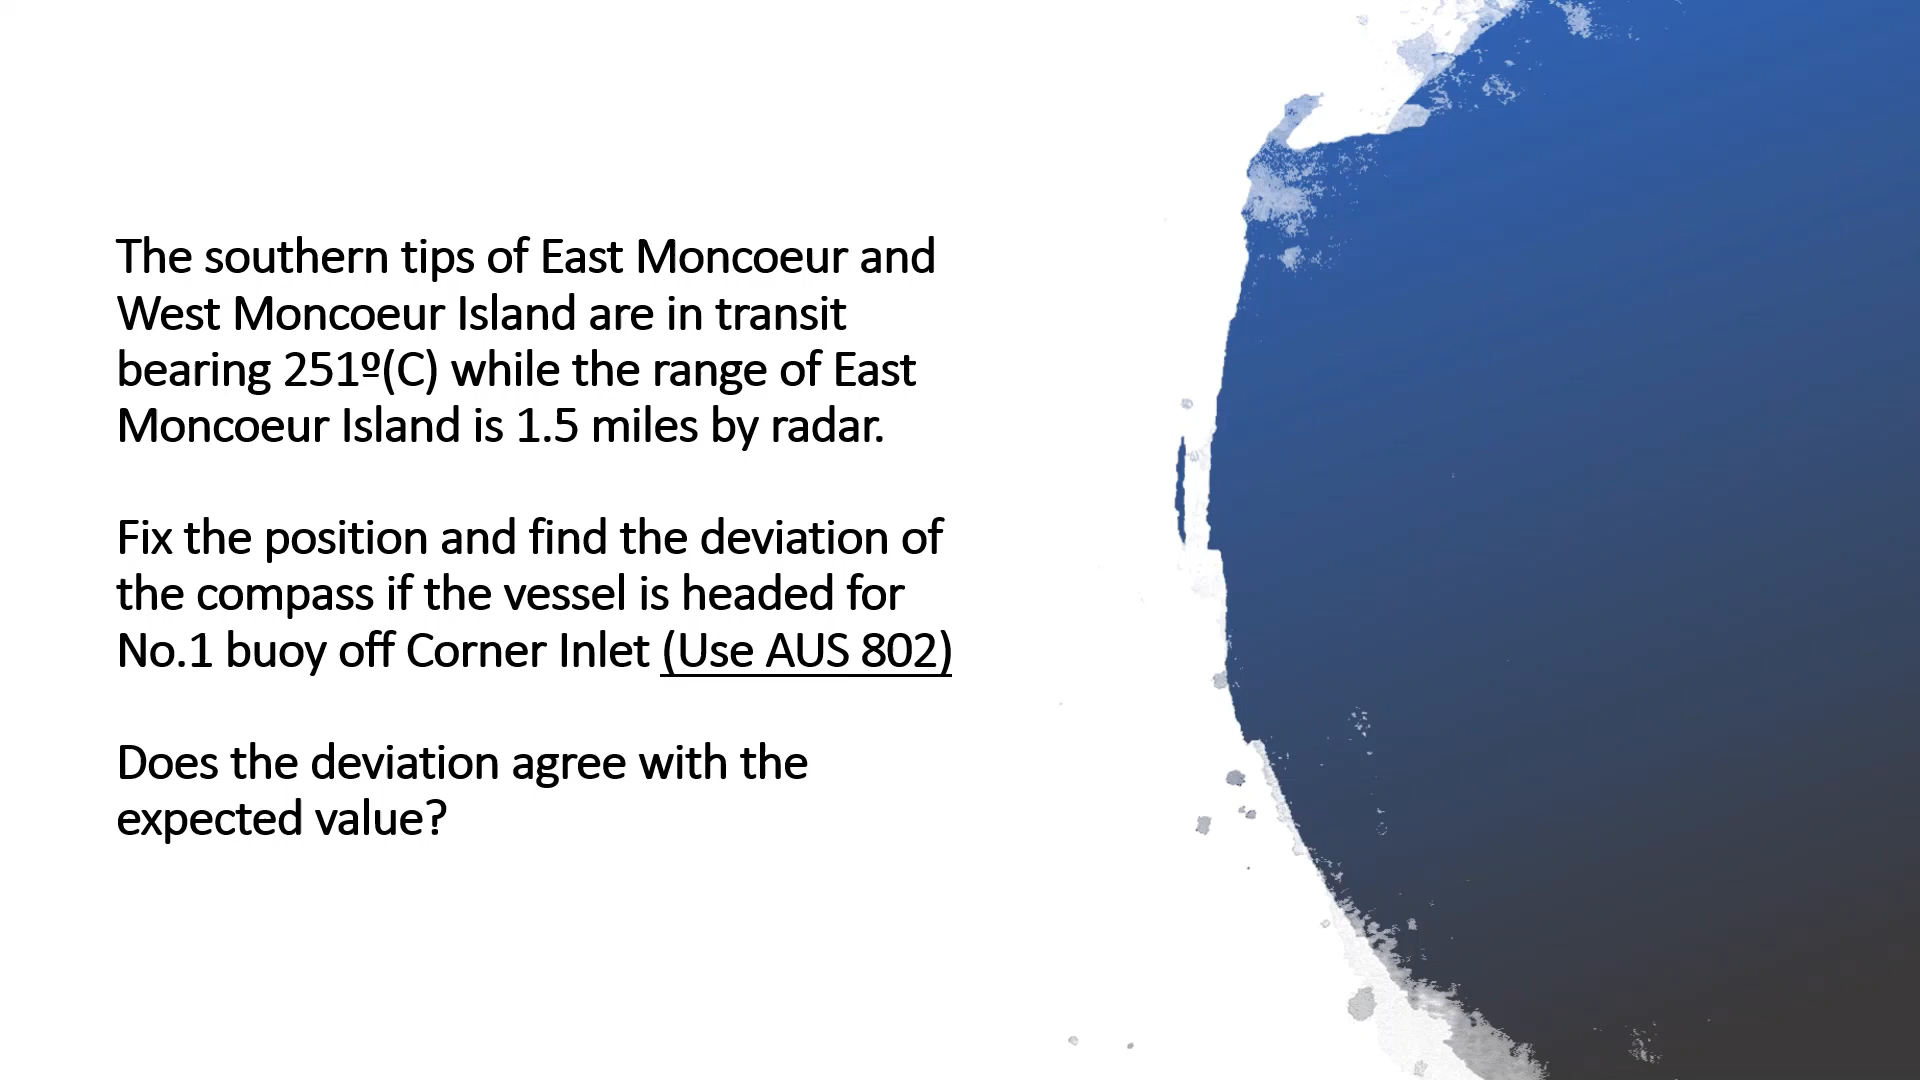 The southern tips of East Moncoeur and
West Moncoeur Island are in transit
bearing 251º(C) while the range of East
Moncoeur Island is 1.5 miles by radar.
Fix the position and find the deviation of
the compass if the vessel is headed for
No.1 buoy off Corner Inlet (Use AUS 802)
Does the deviation agree with the
expected value?